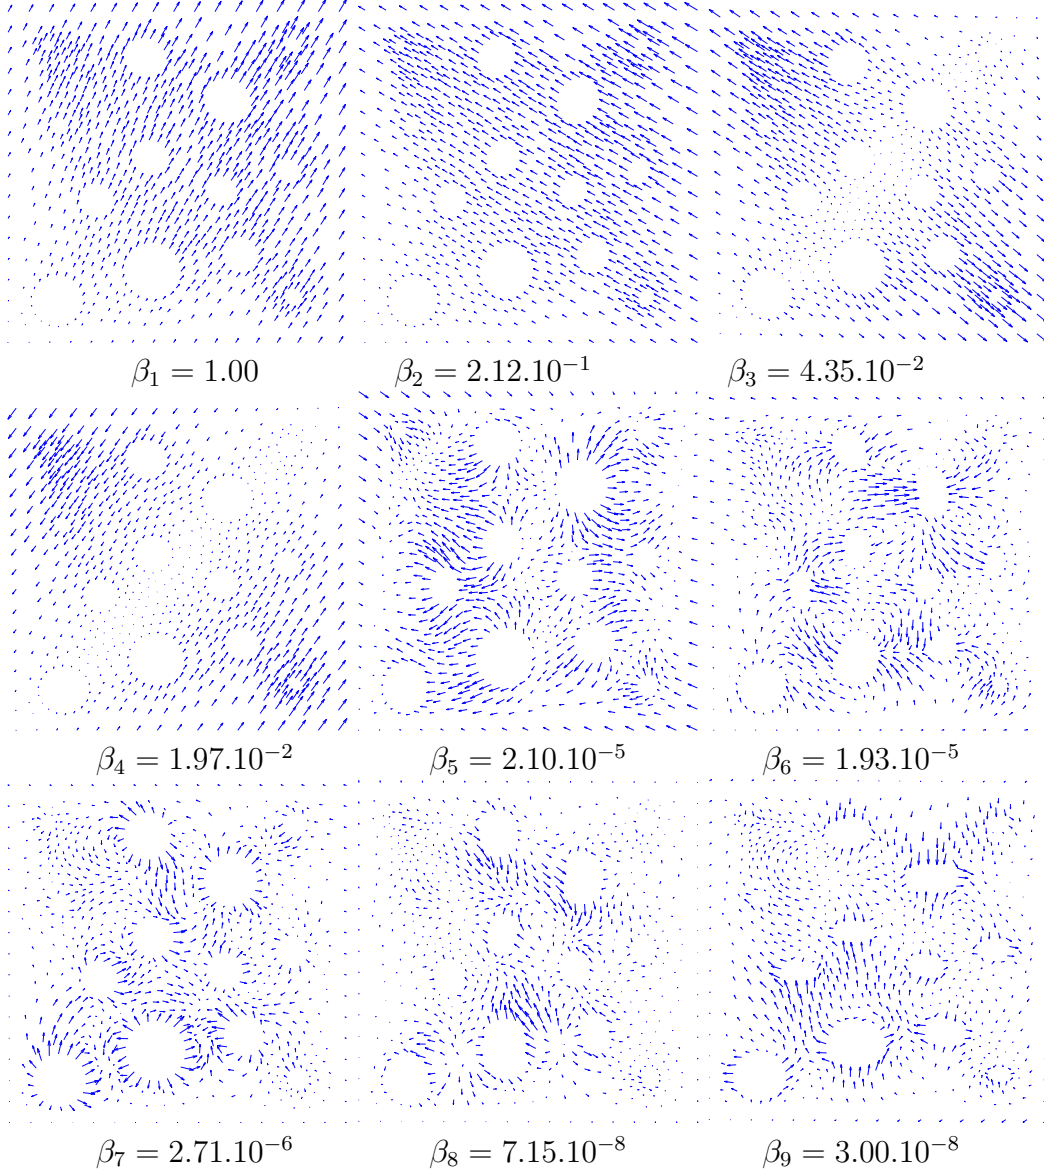 β₁ = 1.00 β₂ = 2.12.10⁻¹ β₃ = 4.35.10⁻²
β₄ = 1.97.10⁻² β₅ = 2.10.10⁻⁵ β₆ = 1.93.10⁻⁵
β₇ = 2.71.10⁻⁶ β₈ = 7.15.10⁻⁸ β₉ = 3.00.10⁻⁸